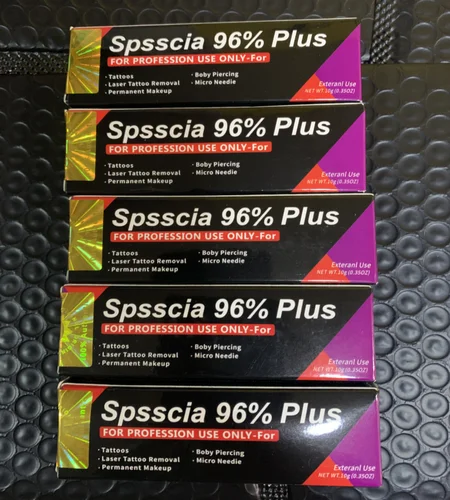 Spsscia 96% Plus
FOR PROFESSION USE ONLY-For
· Tattoos
· Boby Piercing
· Laser Tattoo Removal
· Micro Needle
· Permanent Makeup
Exteranl Use
NET WT.10g(0.35OZ)
Spsscia 96% Plus
FOR PROFESSION USE ONLY-For
· Tattoos
· Boby Piercing
· Laser Tattoo Removal
· Micro Needle
· Permanent Makeup
Exteranl Use
NET WT.10g(0.35OZ)
Spsscia 96% Plus
FOR PROFESSION USE ONLY-For
· Tattoos
· Boby Piercing
· Laser Tattoo Removal
· Micro Needle
· Permanent Makeup
Exteranl Use
NET WT.10g(0.35OZ)
Spsscia 96% Plus
FOR PROFESSION USE ONLY-For
· Tattoos
· Boby Piercing
· Laser Tattoo Removal
· Micro Needle
· Permanent Makeup
Exteranl Use
NET WT.10g(0.35OZ)
Spsscia 96% Plus
FOR PROFESSION USE ONLY-For
· Tattoos
· Boby Piercing
· Laser Tattoo Removal
· Micro Needle
· Permanent Makeup
Exteranl Use
NET WT.10g(0.35OZ)